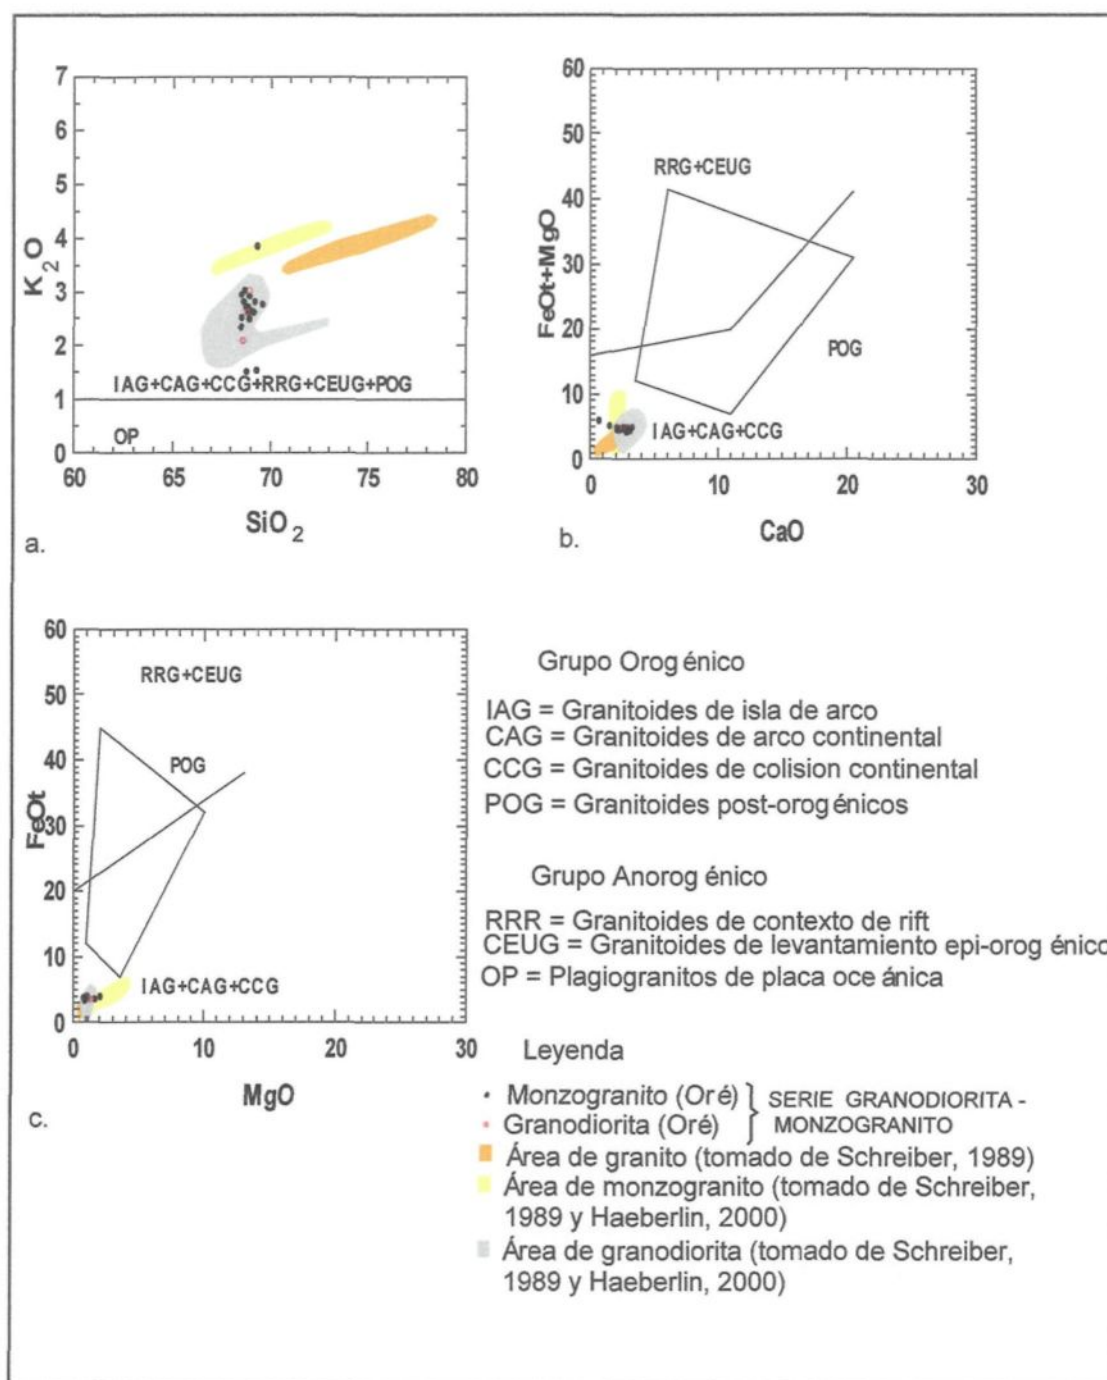 7
6
5
4
3
2
1
0
K2O
IAG+CAG+CCG+RRG+CEUG+POG
OP
60 65 70 75 80
SiO2
a.
60
50
40
30
20
10
0
FeOt+MgO
RRG+CEUG
POG
IAG+CAG+CCG
0 10 20 30
CaO
b.
60
50
40
30
20
10
0
FeOt
RRG+CEUG
POG
IAG+CAG+CCG
0 10 20 30
MgO
c.
Grupo Orogénico
IAG = Granitoides de isla de arco
CAG = Granitoides de arco continental
CCG = Granitoides de colision continental
POG = Granitoides post-orogénicos
Grupo Anorogénico
RRR = Granitoides de contexto de rift
CEUG = Granitoides de levantamiento epi-orogénico
OP = Plagiogranitos de placa oceánica
Leyenda
Monzogranito (Oré)
Granodiorita (Oré)
SERIE GRANODIORITA -
MONZOGRANITO
Área de granito (tomado de Schreiber, 1989)
Área de monzogranito (tomado de Schreiber,
1989 y Haeberlin, 2000)
Área de granodiorita (tomado de Schreiber,
1989 y Haeberlin, 2000)